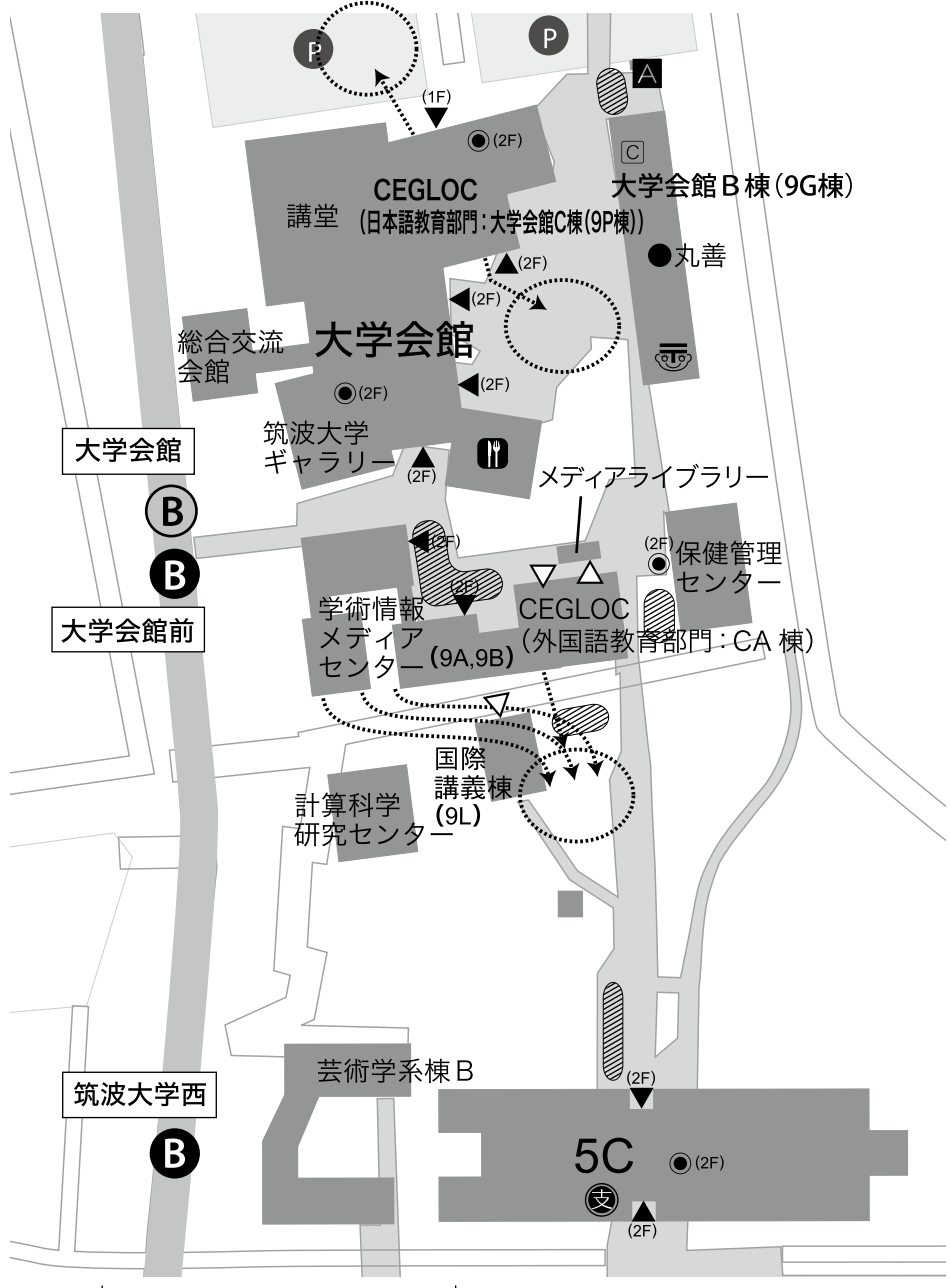 P
P
A
(1F)
(2F)
C
CEGLOC
大学会館B棟(9G棟)
講堂
(日本語教育部門:大学会館C棟(9P棟))
(2F)
丸善
(2F)
大学会館
総合交流
会館
(2F)
(2F)
筑波大学
ギャラリー
大学会館
(2F)
メディアライブラリー
B
(2F)
(2F)
保健管理
センター
B
(2F)
学術情報
メディア
センター
(9A,9B)
CEGLOC
(外国語教育部門:CA棟)
大学会館前
国際
講義棟
(9L)
計算科学
研究センター
芸術学系棟B
筑波大学西
(2F)
B
5C
(2F)
支
(2F)